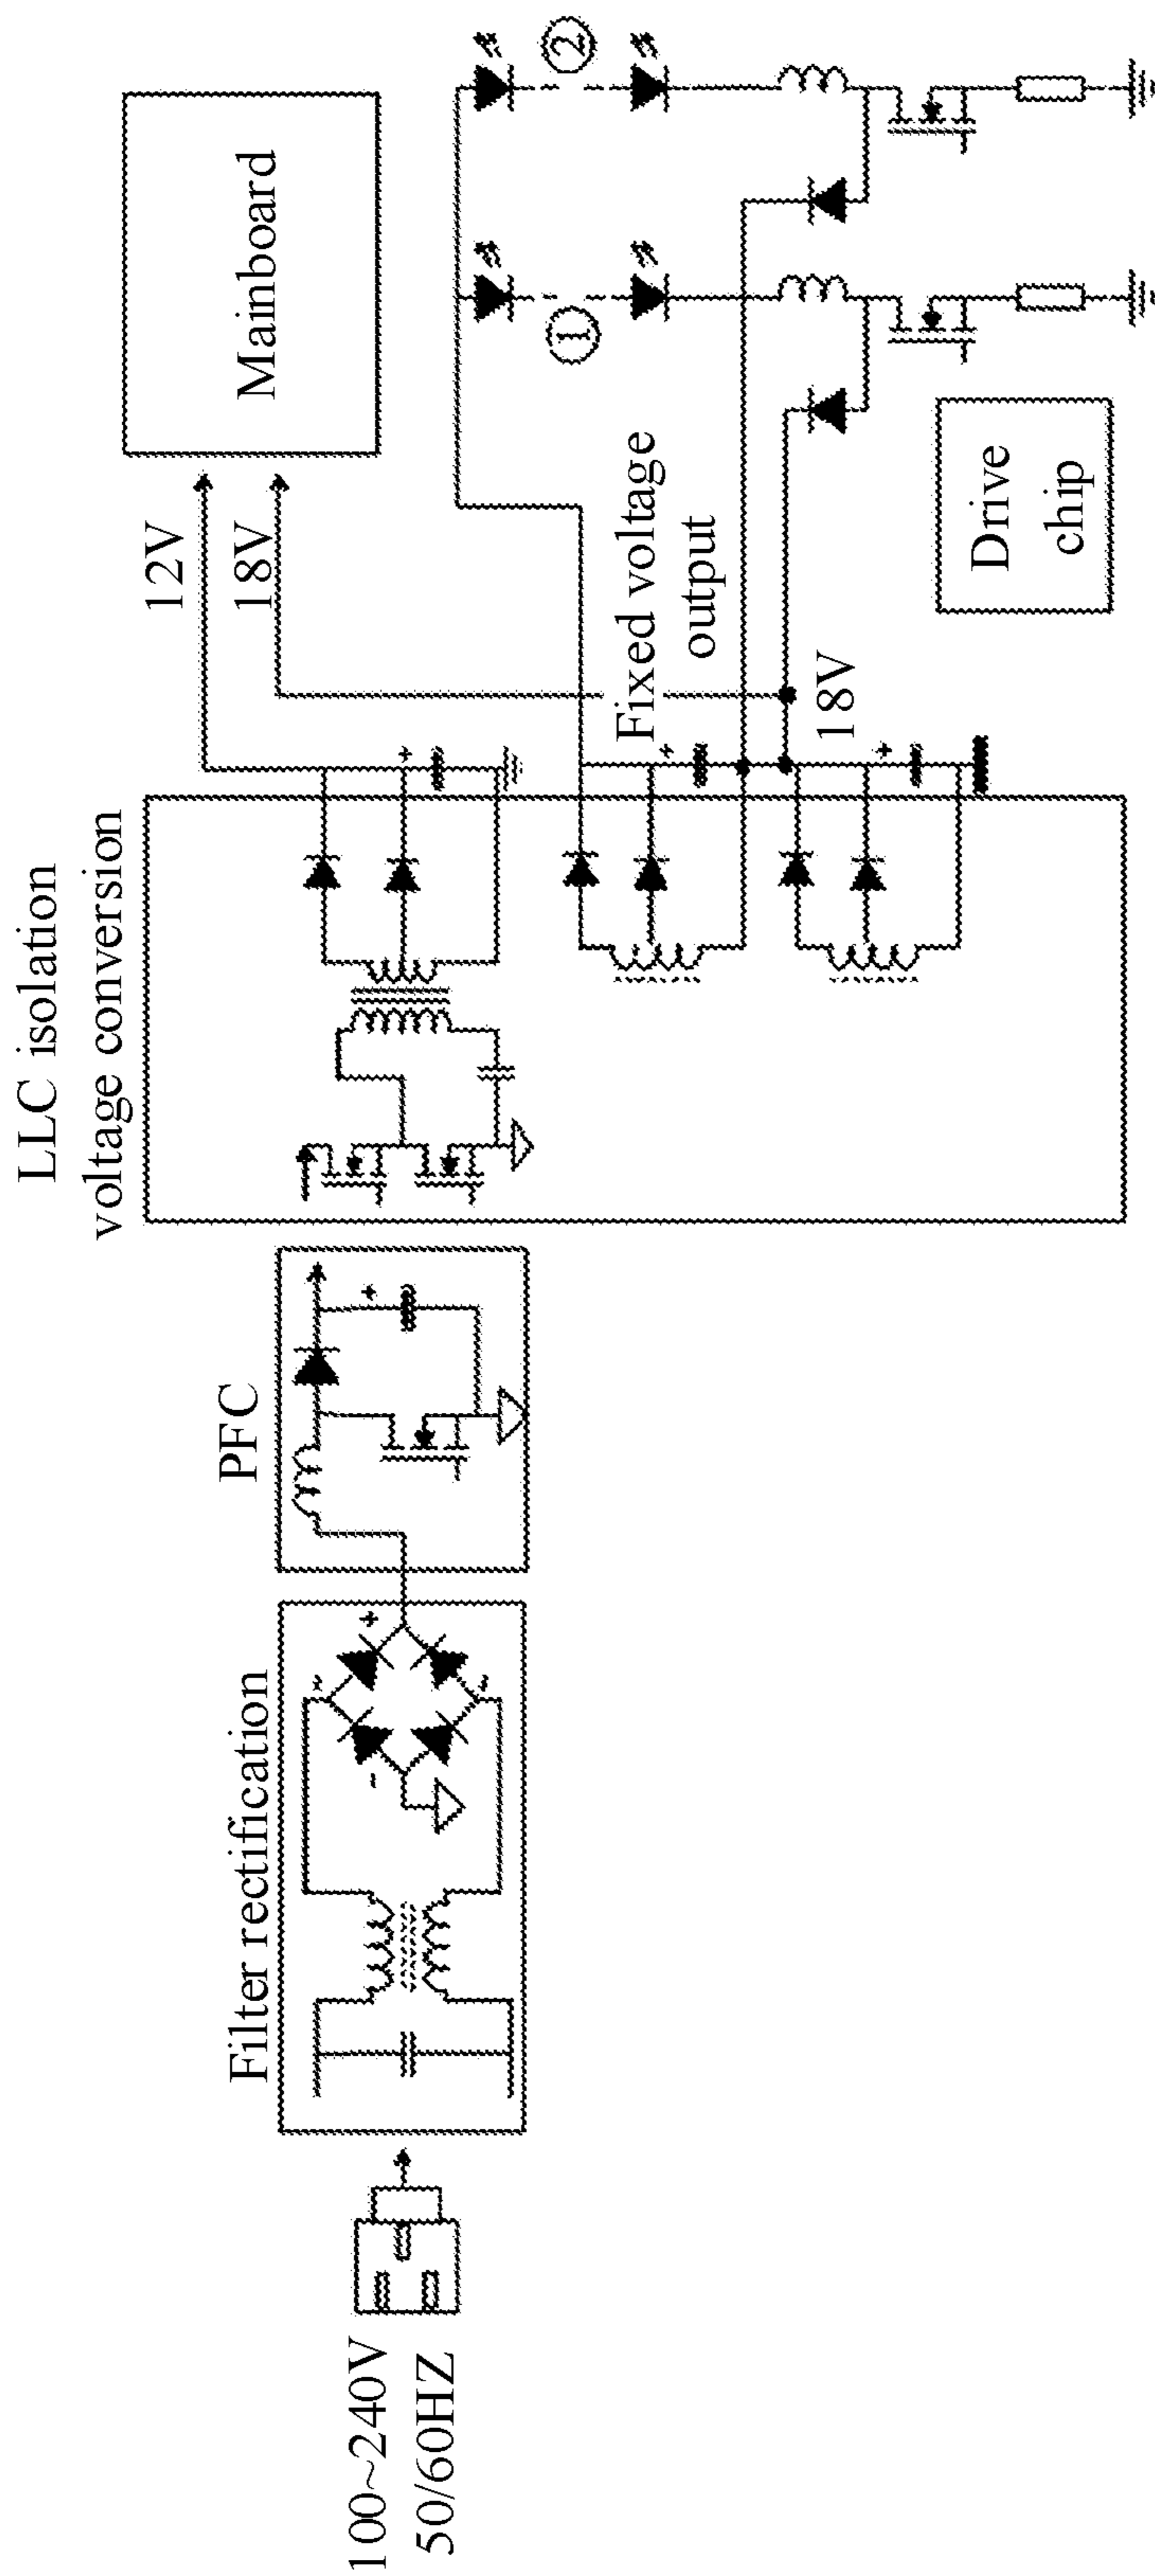 100~240V
50/60HZ
Filter rectification
PFC
LLC isolation
voltage conversion
12V
18V
Mainboard
Fixed voltage
output
18V
①
②
Drive
chip